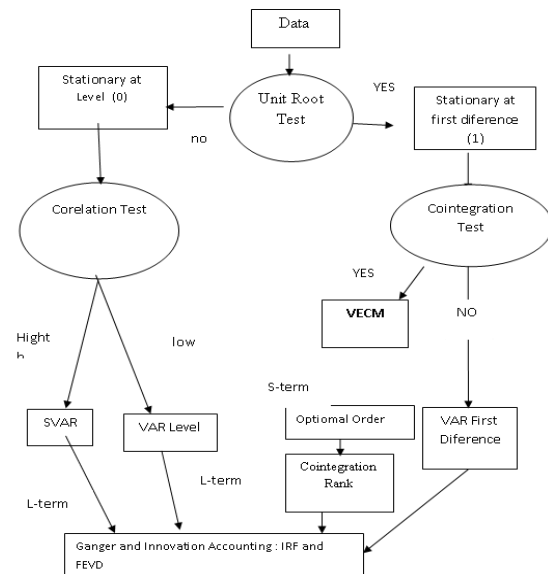 Data
Unit Root
Test
YES
Stationary at
Level  (0)
no
Stationary at
first diference
(1)
Corelation Test
Cointegration
Test
YES
VECM
NO
Hight
low
S-term
SVAR
VAR Level
Optiomal Order
VAR First
Diference
Cointegration
Rank
L-term
L-term
Ganger and Innovation Accounting : IRF and
FEVD